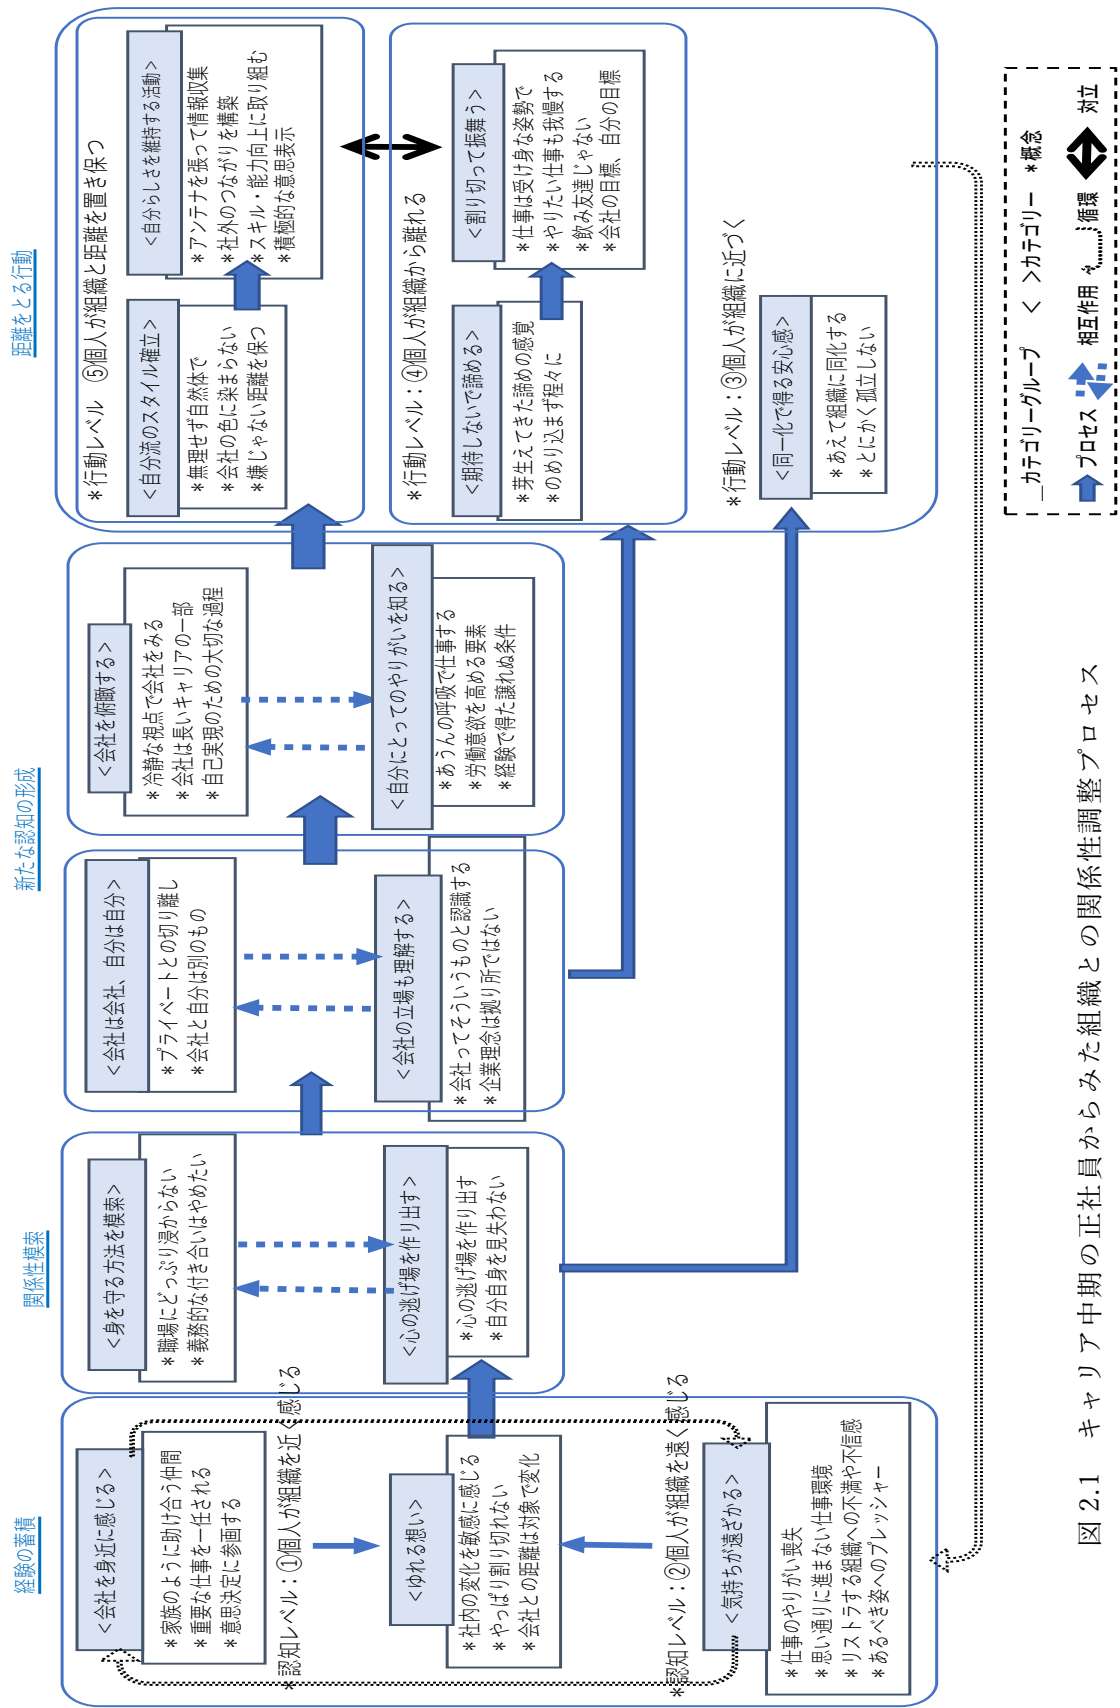 経験の蓄積
関係性模索
新たな認知の形成
距離をとる行動
<会社を身近に感じる>
*家族のように助け合う仲間
*重要な仕事を一任される
*意思決定に参画する
*認知レベル：①個人が組織を近く感じる
<ゆれる想い>
*社内の変化を敏感に感じる
*やっぱり割り切れない
*会社との距離は対象で変化
*認知レベル：②個人が組織を遠く感じる
<気持ちが遠ざかる>
*仕事のやりがい喪失
*思い通りに進まない仕事環境
*リストラする組織への不満や不信感
*あるべき姿へのプレッシャー
<身を守る方法を模索>
*職場にどっぷり浸からない
*義務的な付き合いはやめたい
<心の逃げ場を作り出す>
*心の逃げ場を作り出す
*自分自身を見失わない
<会社は会社、自分は自分>
*プライベートとの切り離し
*会社と自分は別のもの
<会社の立場も理解する>
*会社ってそういうものと認識する
*企業理念は拠り所ではない
<会社を俯瞰する>
*冷静な視点で会社をみる
*会社は長いキャリアの一部
*自己実現のための大切な過程
<自分にとってのやりがいを知る>
*あうんの呼吸で仕事する
*労働意欲を高める要素
*経験で得た譲れぬ条件
*行動レベル　⑤個人が組織と距離を置き保つ
<自分流のスタイル確立>
*無理せず自然体で
*会社の色に染まらない
*嫌じゃない距離を保つ
<自分らしさを維持する活動>
*アンテナを張って情報収集
*社外のつながりを構築
*スキル・能力向上に取り組む
*積極的な意思表示
*行動レベル：④個人が組織から離れる
<期待しないで諦める>
*芽生えてきた諦めの感覚
*のめり込まず程々に
<割り切って振舞う>
*仕事は受け身な姿勢で
*やりたい仕事も我慢する
*飲み友達じゃない
*会社の目標、自分の目標
*行動レベル：③個人が組織に近づく
<同一化で得る安心感>
*あえて組織に同化する
*とにかく孤立しない
_カテゴリーグループ　< >カテゴリー　*概念
プロセス　相互作用　循環　対立
図 2.1　キャリア中期の正社員からみた組織との関係性調整プロセス